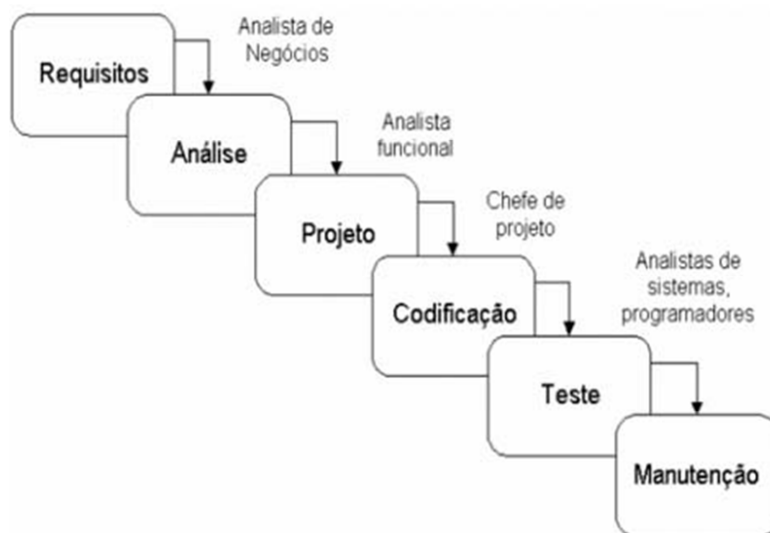 Requisitos
Analista de
Negócios
Análise
Analista
funcional
Projeto
Chefe de
projeto
Codificação
Analistas de
sistemas,
programadores
Teste
Manutenção